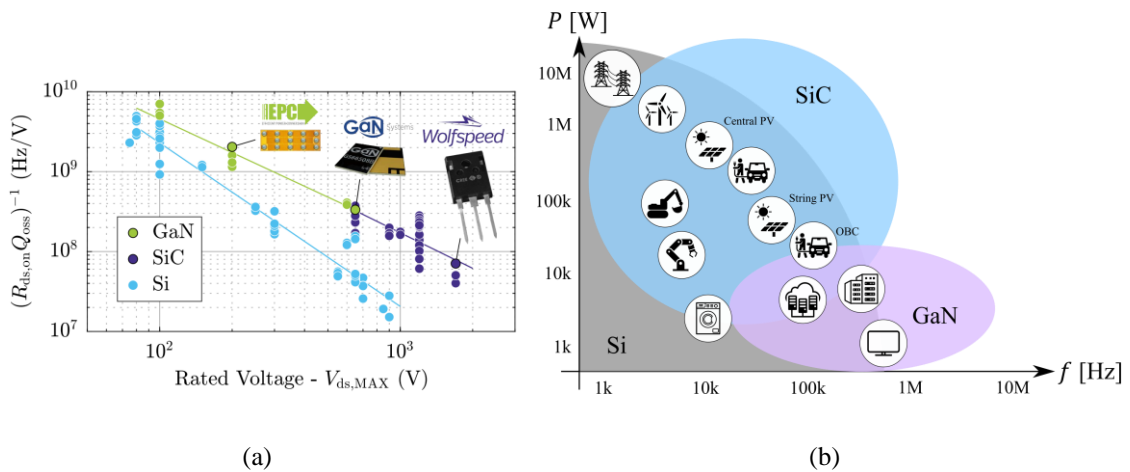 10^10
10^9
10^8
10^7
(R_ds,on Q_oss)^−1 (Hz/V)
EPC
GaN
Systems
Wolfspeed
GaN
GaN
SiC
Si
10^2
10^3
Rated Voltage - V_ds,MAX (V)
(a)
P [W]
10M
1M
100k
10k
1k
SiC
Central PV
String PV
OBC
GaN
Si
1k
10k
100k
1M
10M
f [Hz]
(b)